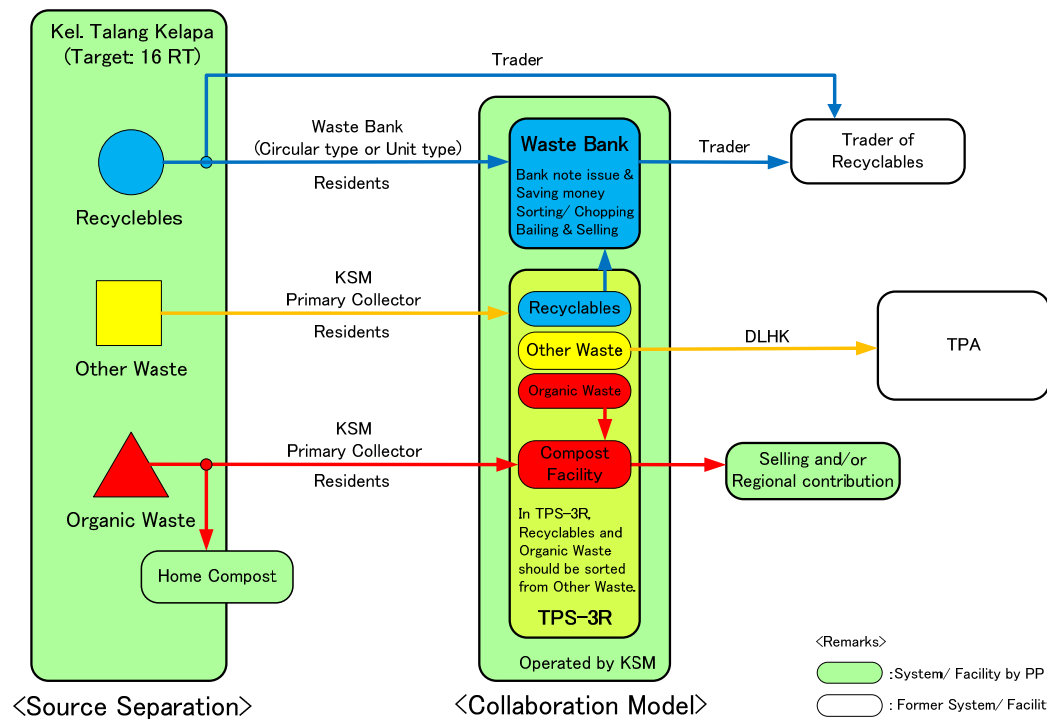 Kel. Talang Kelapa
(Target: 16 RT)
Trader
Waste Bank
(Circular type or Unit type)
Residents
Recyclebles
Waste Bank
Bank note issue &
Saving money
Sorting/ Chopping
Bailing & Selling
Trader
Trader of
Recyclables
KSM
Primary Collector
Residents
Other Waste
Recyclables
Other Waste
Organic Waste
DLHK
TPA
KSM
Primary Collector
Residents
Organic Waste
Compost
Facility
Selling and/or
Regional contribution
Home Compost
In TPS-3R,
Recyclables and
Organic Waste
should be sorted
from Other Waste.
TPS-3R
Operated by KSM
<Source Separation>
<Collaboration Model>
<Remarks>
:System/ Facility by PP
: Former System/ Facilit